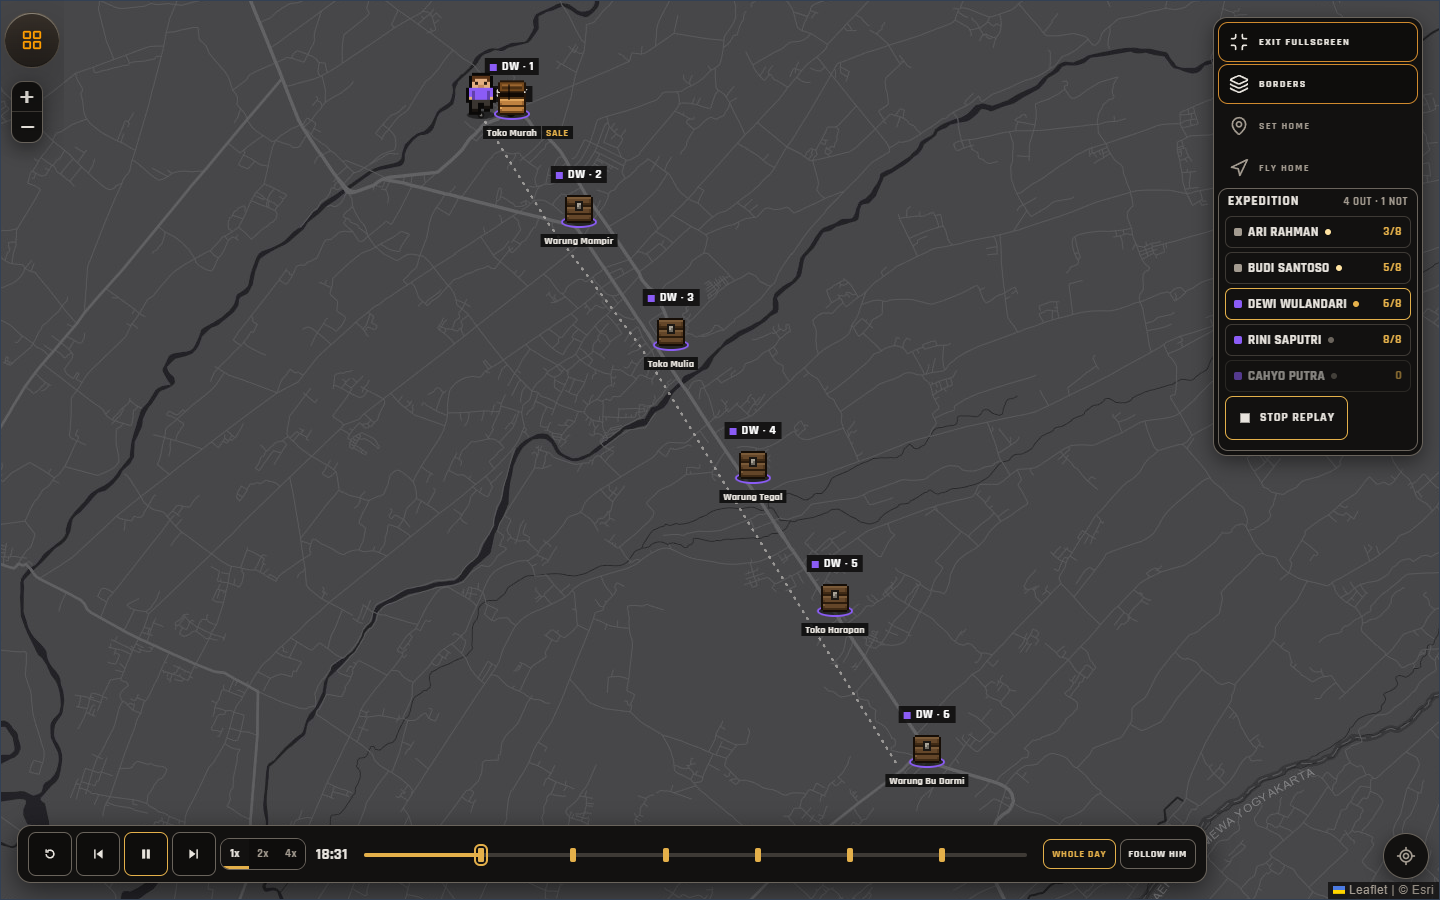 EXIT FULLSCREEN
BORDERS
SET HOME
FLY HOME
EXPEDITION 4 OUT · 1 NOT
ARI RAHMAN 3/8
BUDI SANTOSO 5/8
DEWI WULANDARI 6/8
RINI SAPUTRI 8/8
CAHYO PUTRA 0
STOP REPLAY
+
−
DW · 1
Toko Murah SALE
DW · 2
Warung Mampir
DW · 3
Toko Mulia
DW · 4
Warung Tegal
DW · 5
Toko Harapan
DW · 6
Warung Bu Darmi
EWA YOGYAKARTA
1x 2x 4x 18:31 WHOLE DAY FOLLOW HIM
Leaflet | © Esri